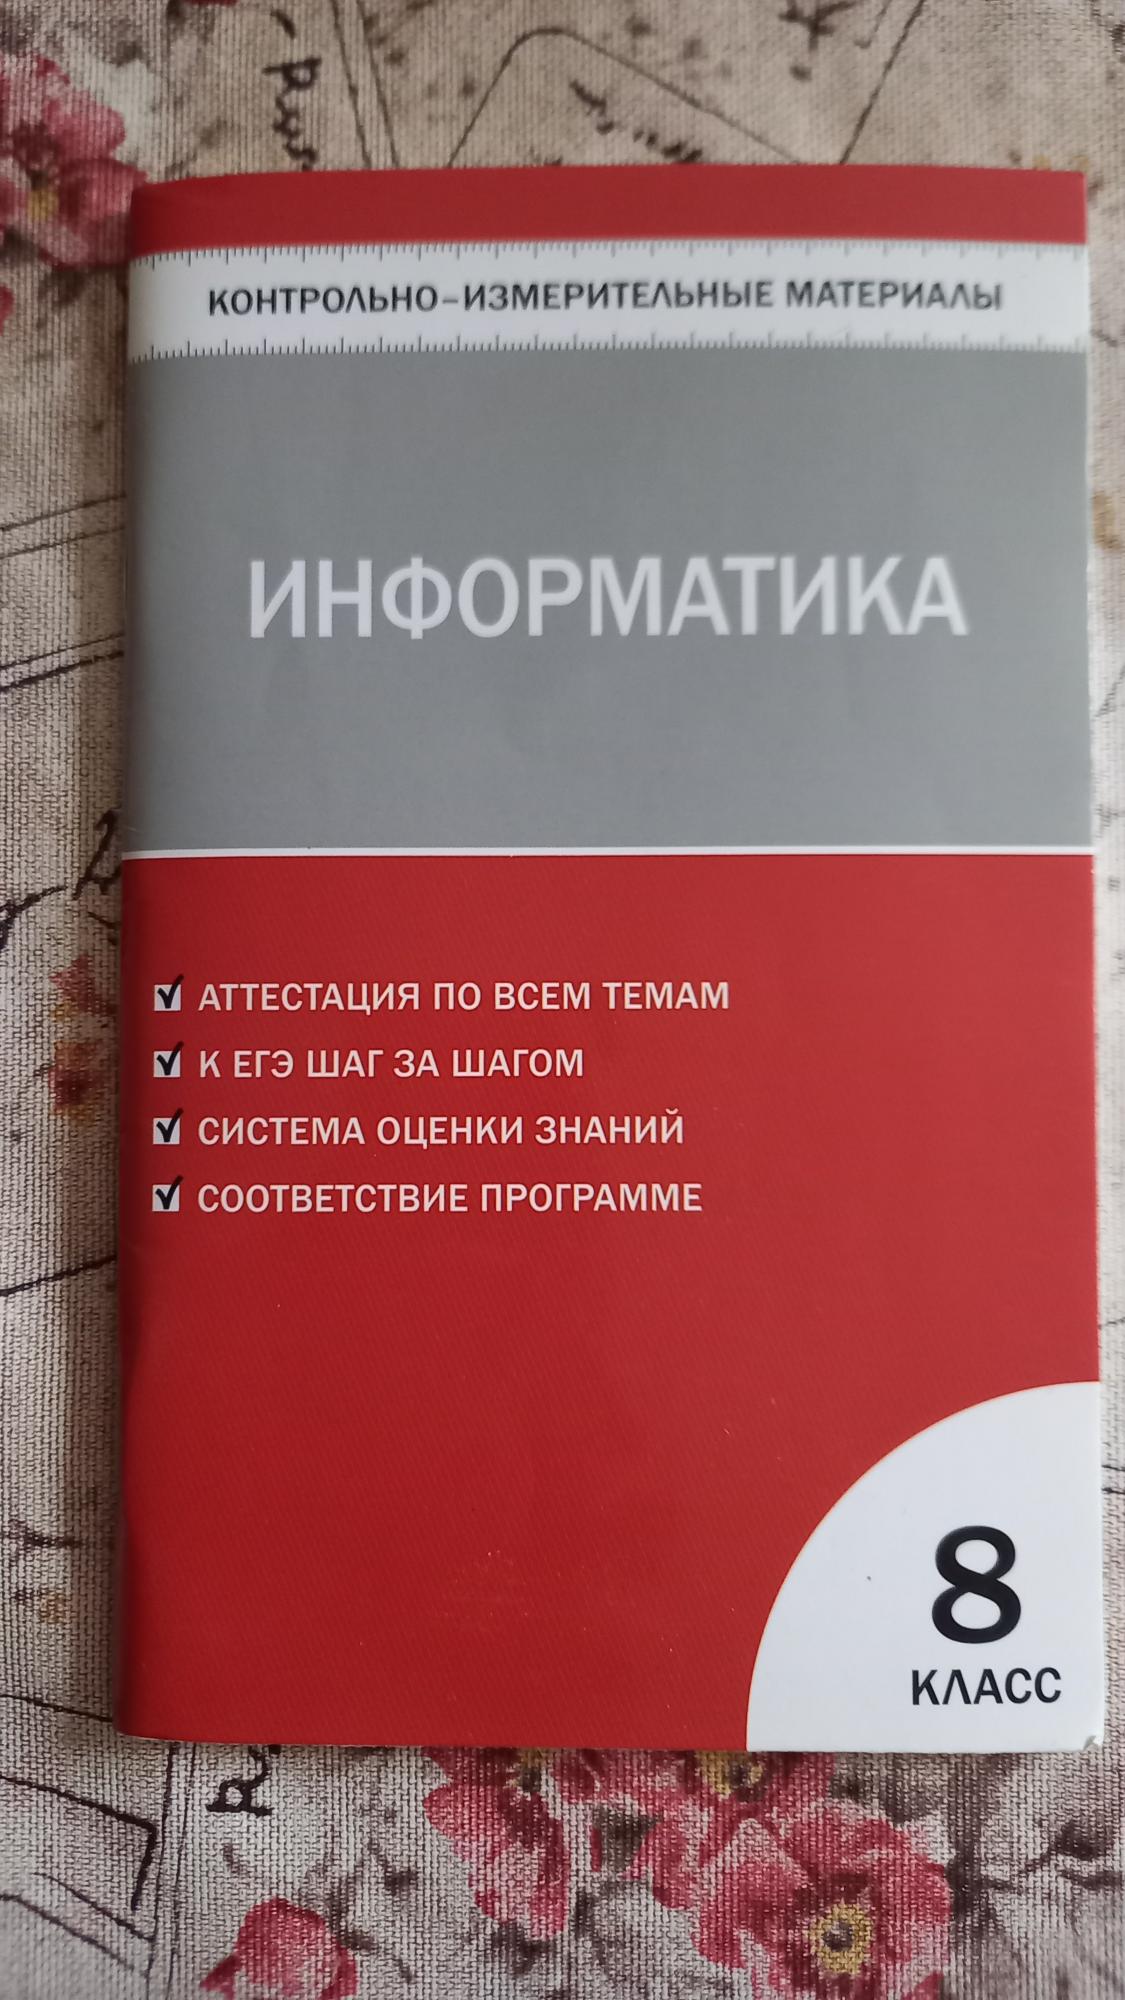 КОНТРОЛЬНО-ИЗМЕРИТЕЛЬНЫЕ МАТЕРИАЛЫ
ИНФОРМАТИКА
АТТЕСТАЦИЯ ПО ВСЕМ ТЕМАМ
К ЕГЭ ШАГ ЗА ШАГОМ
СИСТЕМА ОЦЕНКИ ЗНАНИЙ
СООТВЕТСТВИЕ ПРОГРАММЕ
8
КЛАСС